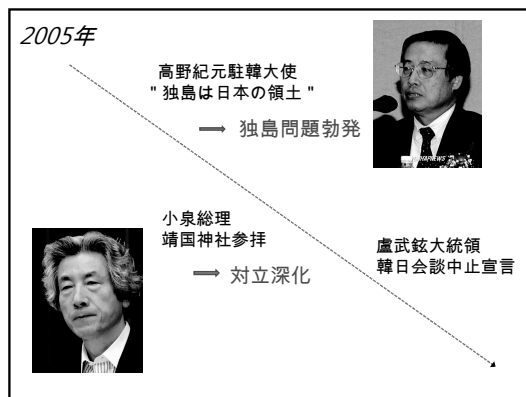 2005年
高野紀元駐韓大使
" 独島は日本の領土 "
独島問題勃発
HAPNEWS
小泉総理
靖国神社参拝
対立深化
盧武鉉大統領
韓日会談中止宣言